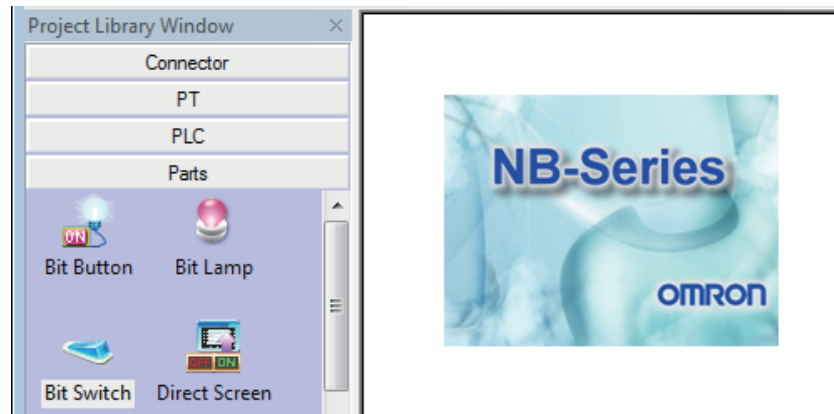 Project Library Window
Connector
PT
PLC
Parts
ON
Bit Button
Bit Lamp
OFF ON
Bit Switch
Direct Screen
NB-Series
OMRON